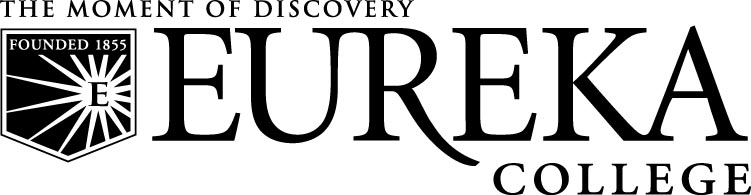 THE MOMENT OF DISCOVERY
FOUNDED 1855
E
EUREKA
COLLEGE